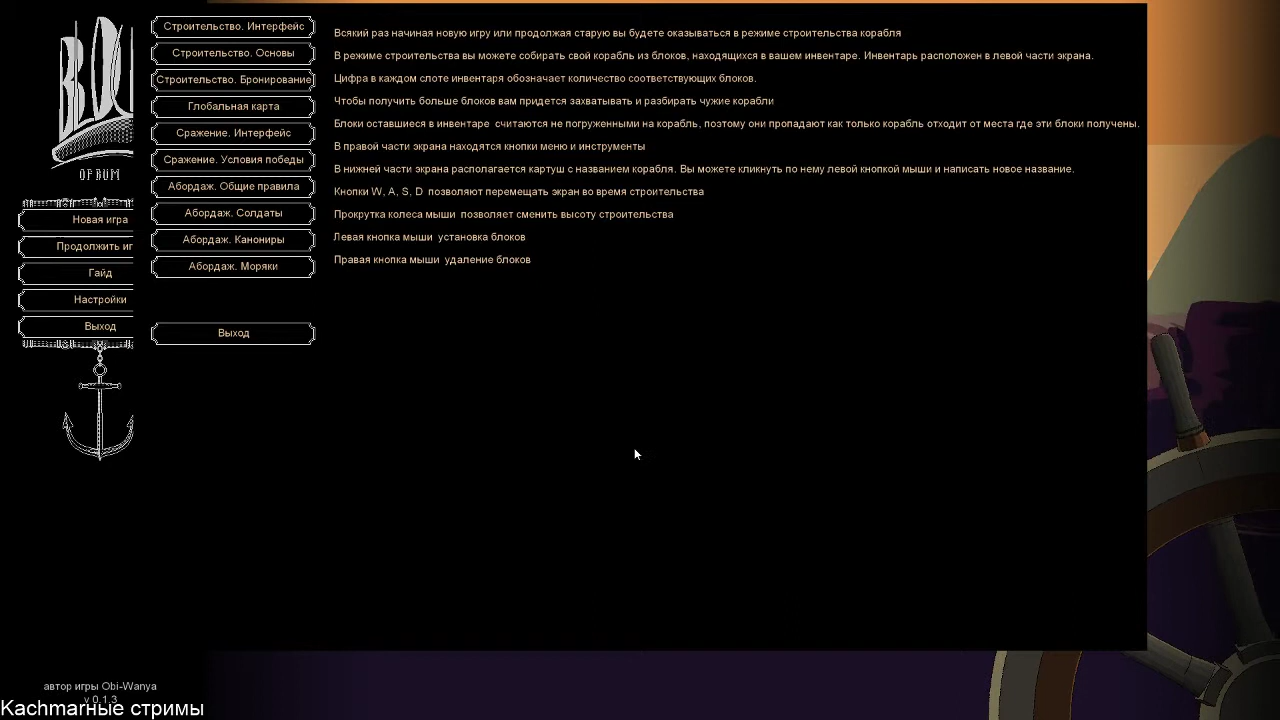 OF RUM
Новая игра
Продолжить иг
Гайд
Настройки
Выход
Строительство. Интерфейс
Строительство. Основы
Строительство. Бронирование
Глобальная карта
Сражение. Интерфейс
Сражение. Условия победы
Абордаж. Общие правила
Абордаж. Солдаты
Абордаж. Канониры
Абордаж. Моряки
Выход
Всякий раз начиная новую игру или продолжая старую вы будете оказываться в режиме строительства корабля
В режиме строительства вы можете собирать свой корабль из блоков, находящихся в вашем инвентаре. Инвентарь расположен в левой части экрана.
Цифра в каждом слоте инвентаря обозначает количество соответствующих блоков.
Чтобы получить больше блоков вам придется захватывать и разбирать чужие корабли
Блоки оставшиеся в инвентаре считаются не погруженными на корабль, поэтому они пропадают как только корабль отходит от места где эти блоки получены.
В правой части экрана находятся кнопки меню и инструменты
В нижней части экрана располагается картуш с названием корабля. Вы можете кликнуть по нему левой кнопкой мыши и написать новое название.
Кнопки W, A, S, D позволяют перемещать экран во время строительства
Прокрутка колеса мыши позволяет сменить высоту строительства
Левая кнопка мыши установка блоков
Правая кнопка мыши удаление блоков
автор игры Obi-Wanya
v 0.1.3
Kachmarные стримы